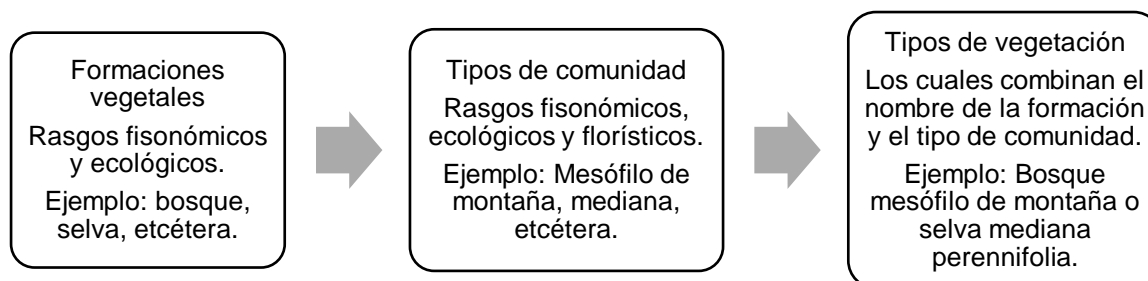 Formaciones
vegetales
Rasgos fisonómicos
y ecológicos.
Ejemplo: bosque,
selva, etcétera.
Tipos de comunidad
Rasgos fisonómicos,
ecológicos y florísticos.
Ejemplo: Mesófilo de
montaña, mediana,
etcétera.
Tipos de vegetación
Los cuales combinan el
nombre de la formación
y el tipo de comunidad.
Ejemplo: Bosque
mesófilo de montaña o
selva mediana
perennifolia.